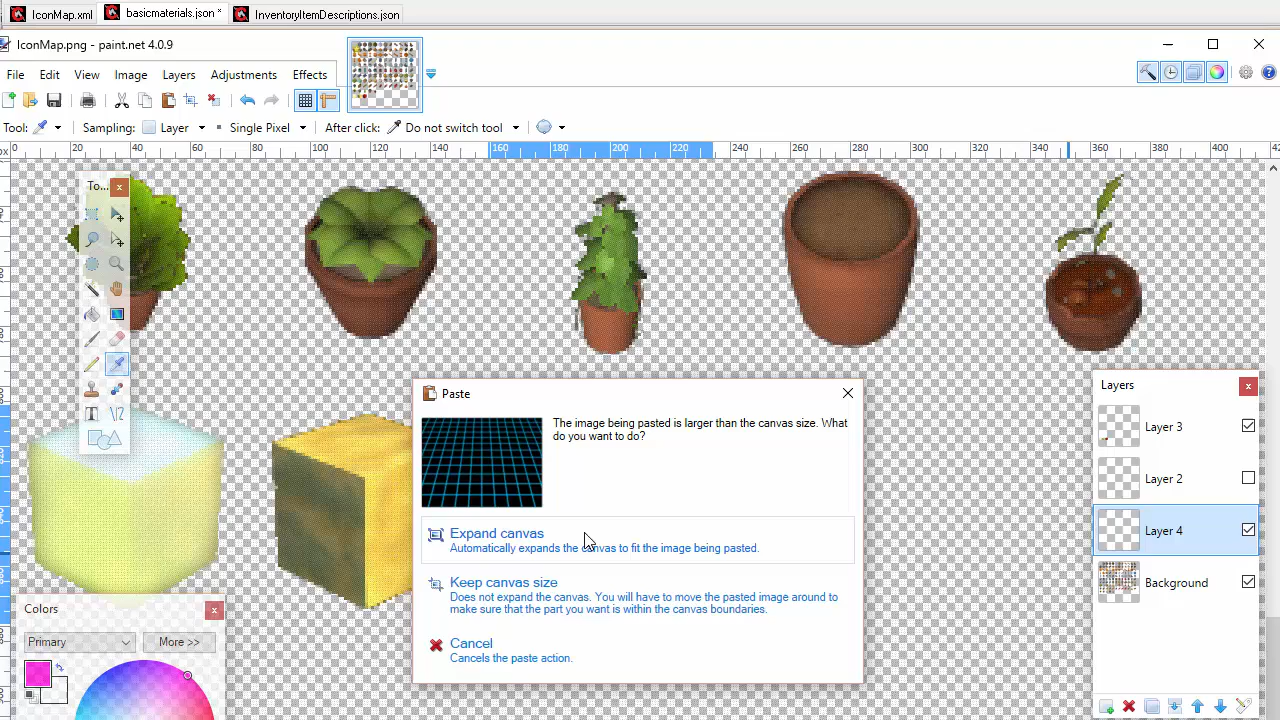 IconMap.xml
basicmaterials.json *
InventoryItemDescriptions.json
IconMap.png - paint.net 4.0.9
File Edit View Image Layers Adjustments Effects
Tool: Sampling: Layer Single Pixel After click: Do not switch tool
px 0 20 40 60 80 100 120 140 160 180 200 220 240 260 280 300 320 340 360 380 400
To...
Paste
The image being pasted is larger than the canvas size. What
do you want to do?
Expand canvas
Automatically expands the canvas to fit the image being pasted.
Keep canvas size
Does not expand the canvas. You will have to move the pasted image around to
make sure that the part you want is within the canvas boundaries.
Cancel
Cancels the paste action.
Layers
Layer 3
Layer 2
Layer 4
Background
Colors
Primary
More >>